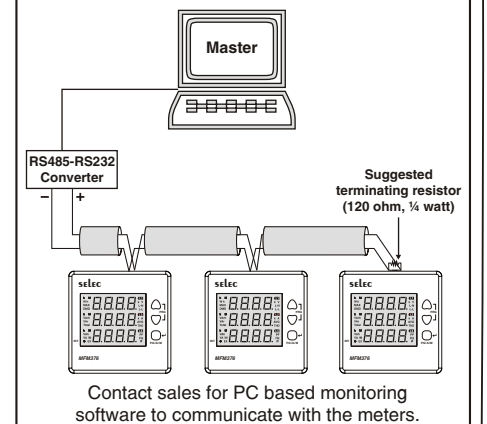 Master
RS485-RS232
Converter
– +
Suggested
terminating resistor
(120 ohm, ¼ watt)
selec selec selec
MFM376 MFM376 MFM376
Contact sales for PC based monitoring
software to communicate with the meters.